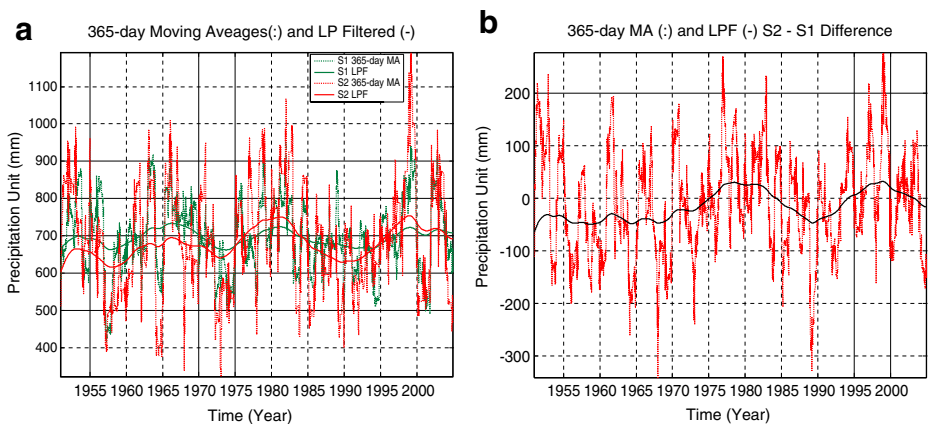 a
365-day Moving Aveages(:) and LP Filtered (-)
S1 365-day MA
S1 LPF
S2 365-day MA
S2 LPF
Precipitation Unit (mm)
1100
1000
900
800
700
600
500
400
1955 1960 1965 1970 1975 1980 1985 1990 1995 2000
Time (Year)
b
365-day MA (:) and LPF (-) S2 - S1 Difference
Precipitation Unit (mm)
200
100
0
-100
-200
-300
1955 1960 1965 1970 1975 1980 1985 1990 1995 2000
Time (Year)